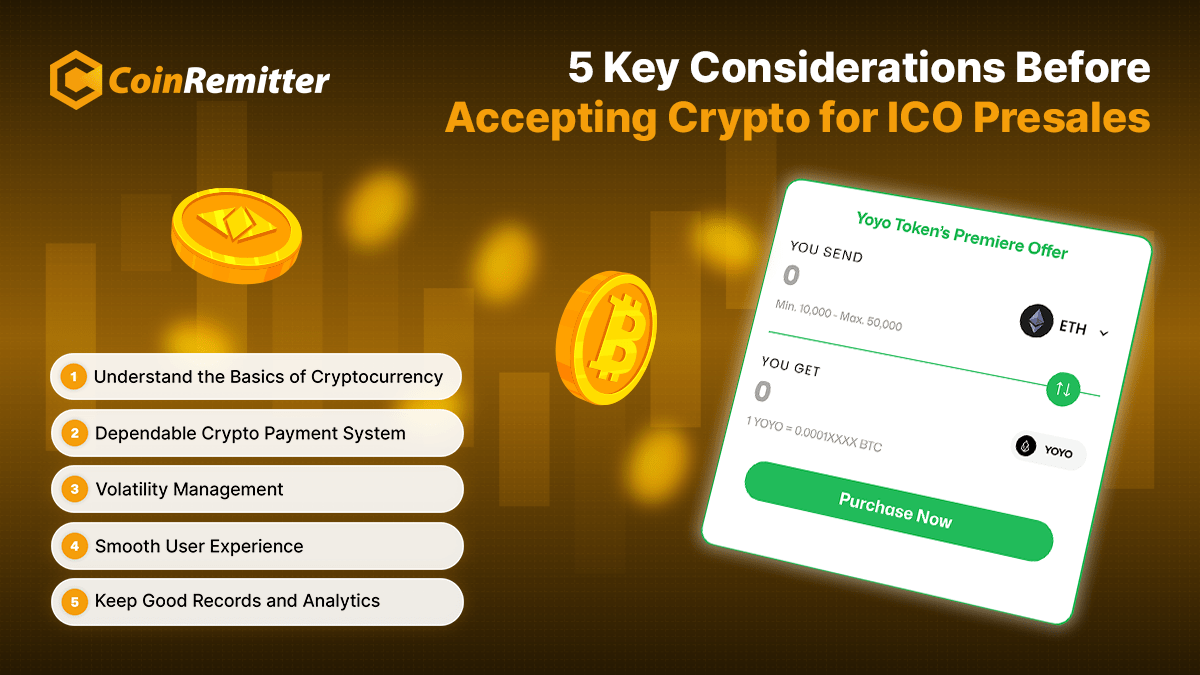 CoinRemitter
5 Key Considerations Before
Accepting Crypto for ICO Presales
1 Understand the Basics of Cryptocurrency
2 Dependable Crypto Payment System
3 Volatility Management
4 Smooth User Experience
5 Keep Good Records and Analytics
Yoyo Token's Premiere Offer
YOU SEND
0
Min. 10,000 - Max. 50,000
ETH
YOU GET
0
1 YOYO = 0.0001XXXX BTC
YOYO
Purchase Now